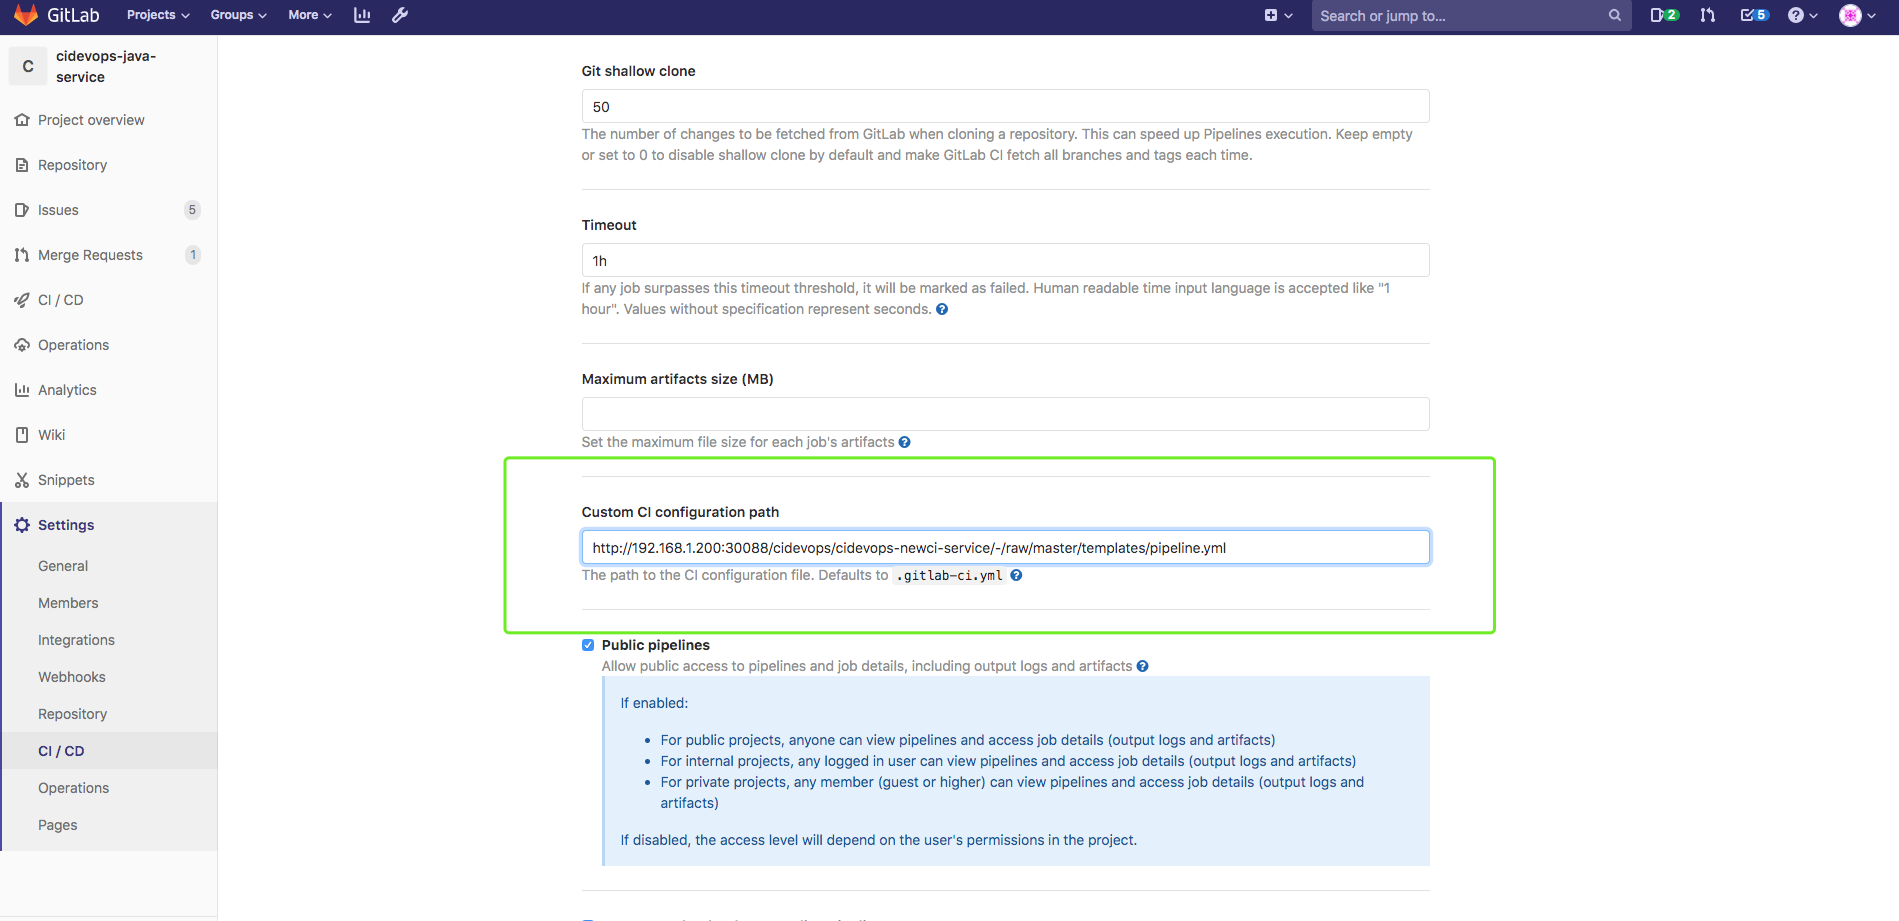 GitLab
Projects
Groups
More
Search or jump to...
2
5
C
cidevops-java-
service
Project overview
Repository
Issues
5
Merge Requests
1
CI / CD
Operations
Analytics
Wiki
Snippets
Settings
General
Members
Integrations
Webhooks
Repository
CI / CD
Operations
Pages
Git shallow clone
50
The number of changes to be fetched from GitLab when cloning a repository. This can speed up Pipelines execution. Keep empty
or set to 0 to disable shallow clone by default and make GitLab CI fetch all branches and tags each time.
Timeout
1h
If any job surpasses this timeout threshold, it will be marked as failed. Human readable time input language is accepted like "1
hour". Values without specification represent seconds.
Maximum artifacts size (MB)
Set the maximum file size for each job's artifacts
Custom CI configuration path
http://192.168.1.200:30088/cidevops/cidevops-newci-service/-/raw/master/templates/pipeline.yml
The path to the CI configuration file. Defaults to .gitlab-ci.yml
Public pipelines
Allow public access to pipelines and job details, including output logs and artifacts
If enabled:
• For public projects, anyone can view pipelines and access job details (output logs and artifacts)
• For internal projects, any logged in user can view pipelines and access job details (output logs and artifacts)
• For private projects, any member (guest or higher) can view pipelines and access job details (output logs and
artifacts)
If disabled, the access level will depend on the user's permissions in the project.